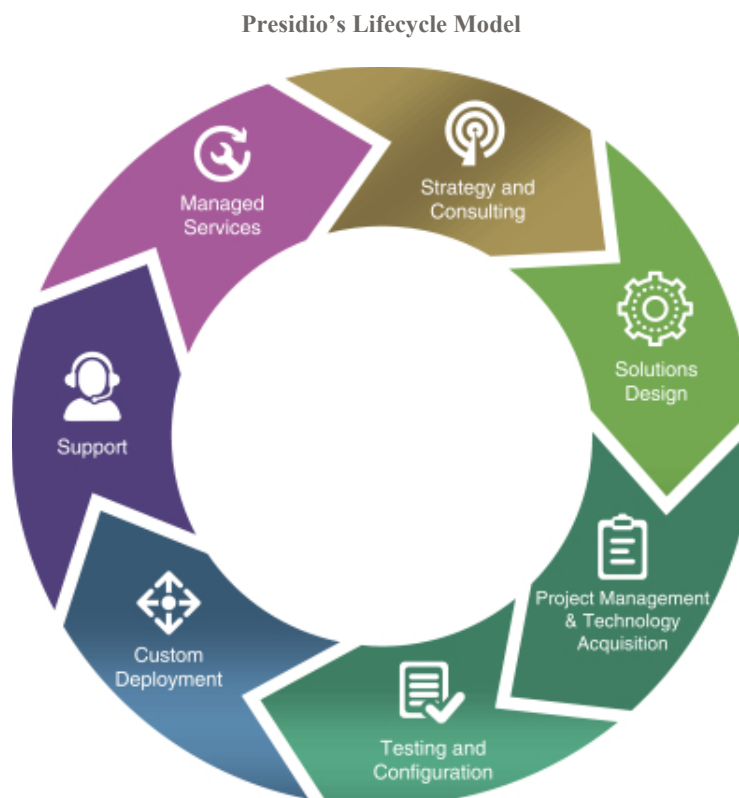 Presidio’s Lifecycle Model
Strategy and
Consulting
Solutions
Design
Project Management
& Technology
Acquisition
Testing and
Configuration
Custom
Deployment
Support
Managed
Services